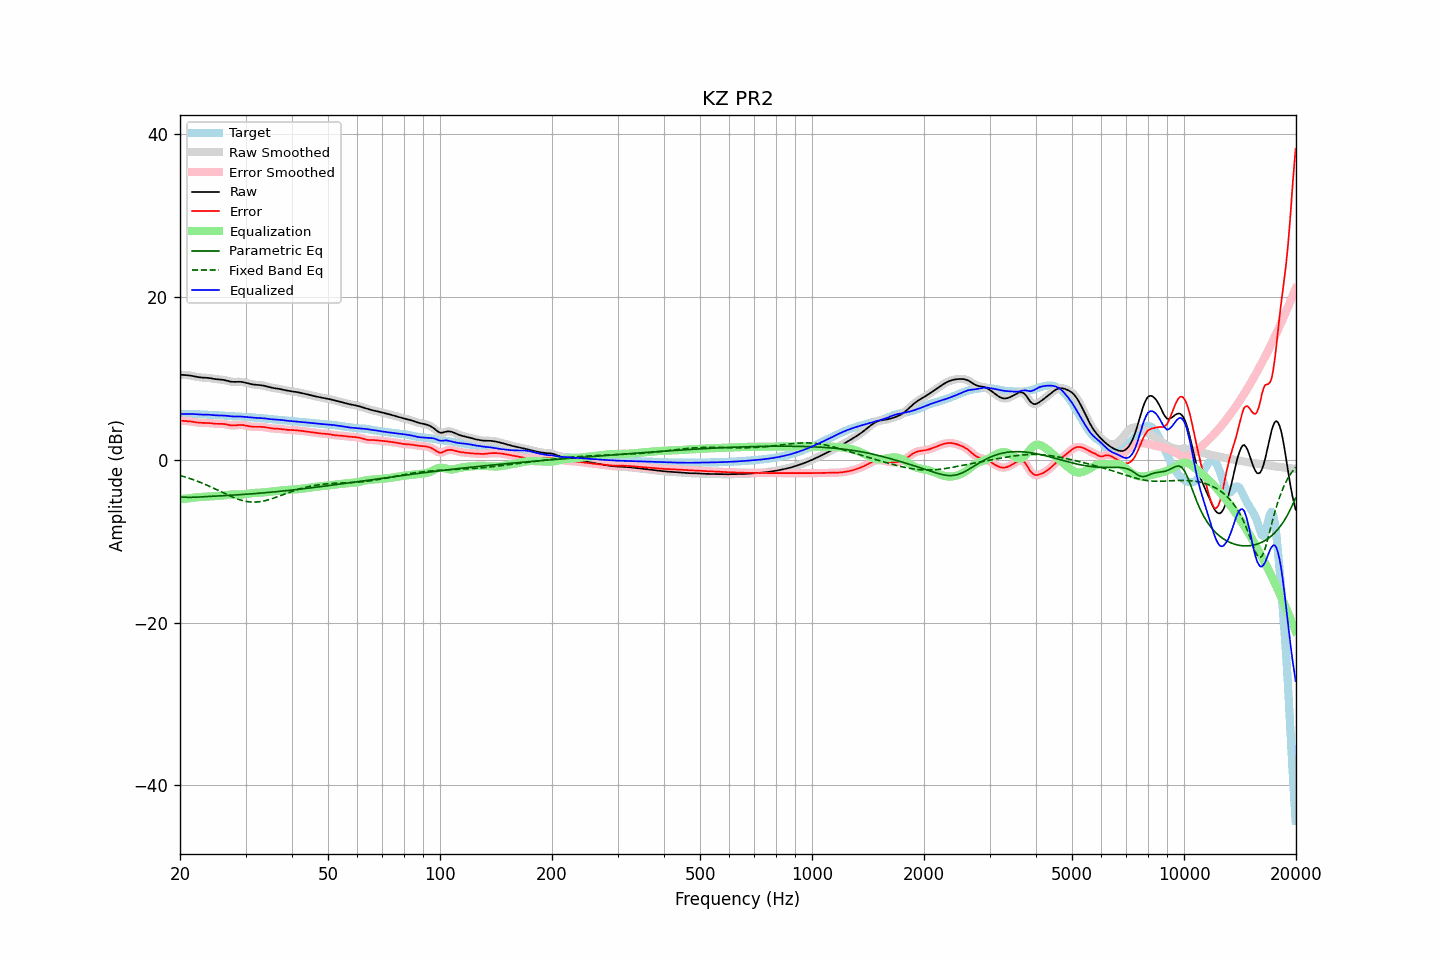 KZ PR2
Target
Raw Smoothed
Error Smoothed
Raw
Error
Equalization
Parametric Eq
Fixed Band Eq
Equalized
40
20
0
−20
−40
Amplitude (dBr)
20
50
100
200
500
1000
2000
5000
10000
20000
Frequency (Hz)